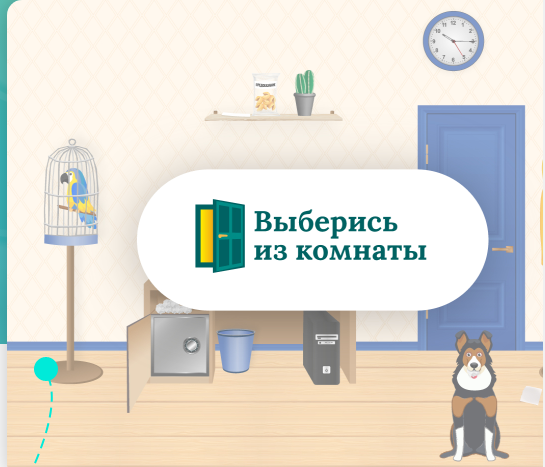 Выберись
из комнаты